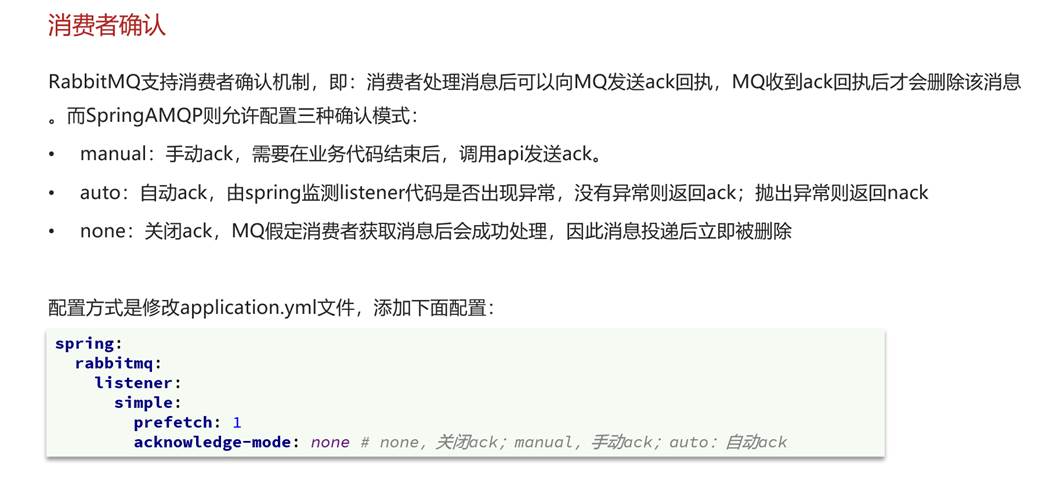 消费者确认
RabbitMQ支持消费者确认机制，即：消费者处理消息后可以向MQ发送ack回执，MQ收到ack回执后才会删除该消息
。而SpringAMQP则允许配置三种确认模式：
• manual：手动ack，需要在业务代码结束后，调用api发送ack。
• auto：自动ack，由spring监测listener代码是否出现异常，没有异常则返回ack；抛出异常则返回nack
• none：关闭ack，MQ假定消费者获取消息后会成功处理，因此消息投递后立即被删除
配置方式是修改application.yml文件，添加下面配置：
spring:
  rabbitmq:
    listener:
      simple:
        prefetch: 1
        acknowledge-mode: none # none，关闭ack；manual，手动ack；auto：自动ack